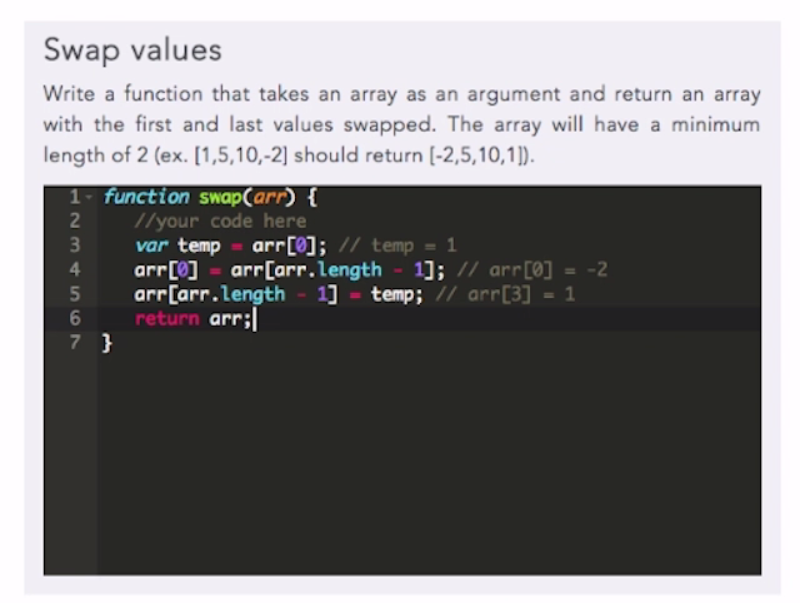 Swap values
Write a function that takes an array as an argument and return an array
with the first and last values swapped. The array will have a minimum
length of 2 (ex. [1,5,10,-2] should return [-2,5,10,1]).
1 function swap(arr) {
2 //your code here
3 var temp = arr[0]; // temp = 1
4 arr[0] = arr[arr.length - 1]; // arr[0] = -2
5 arr[arr.length - 1] = temp; // arr[3] = 1
6 return arr;
7 }